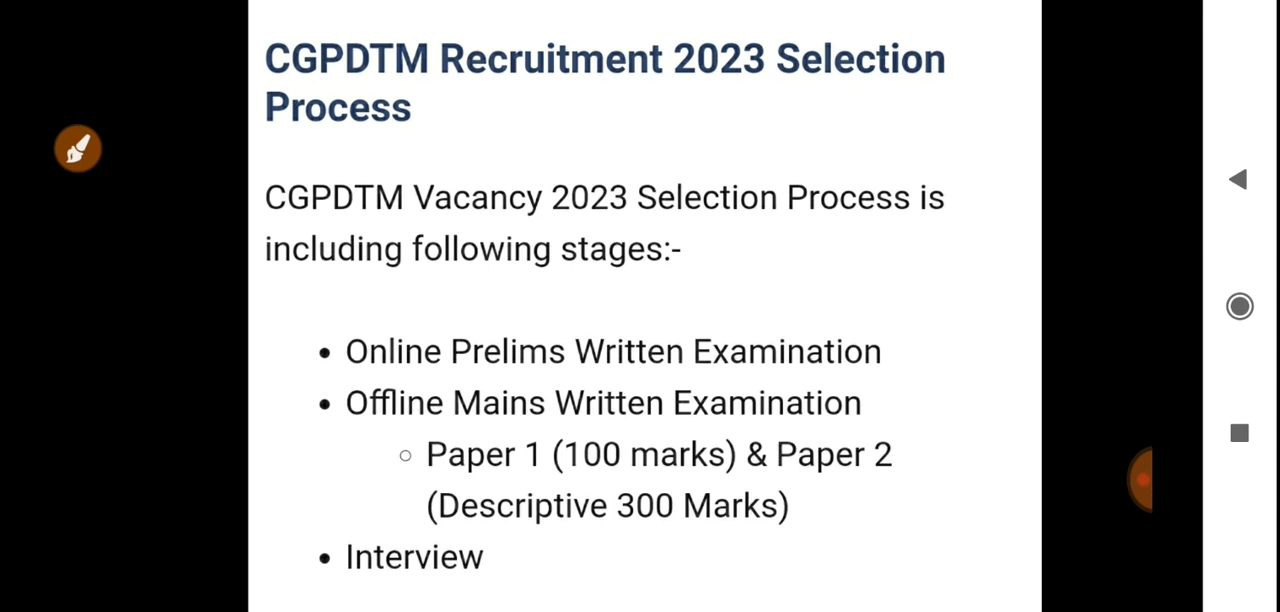 CGPDTM Recruitment 2023 Selection
Process
CGPDTM Vacancy 2023 Selection Process is
including following stages:-
• Online Prelims Written Examination
• Offline Mains Written Examination
○ Paper 1 (100 marks) & Paper 2
(Descriptive 300 Marks)
• Interview